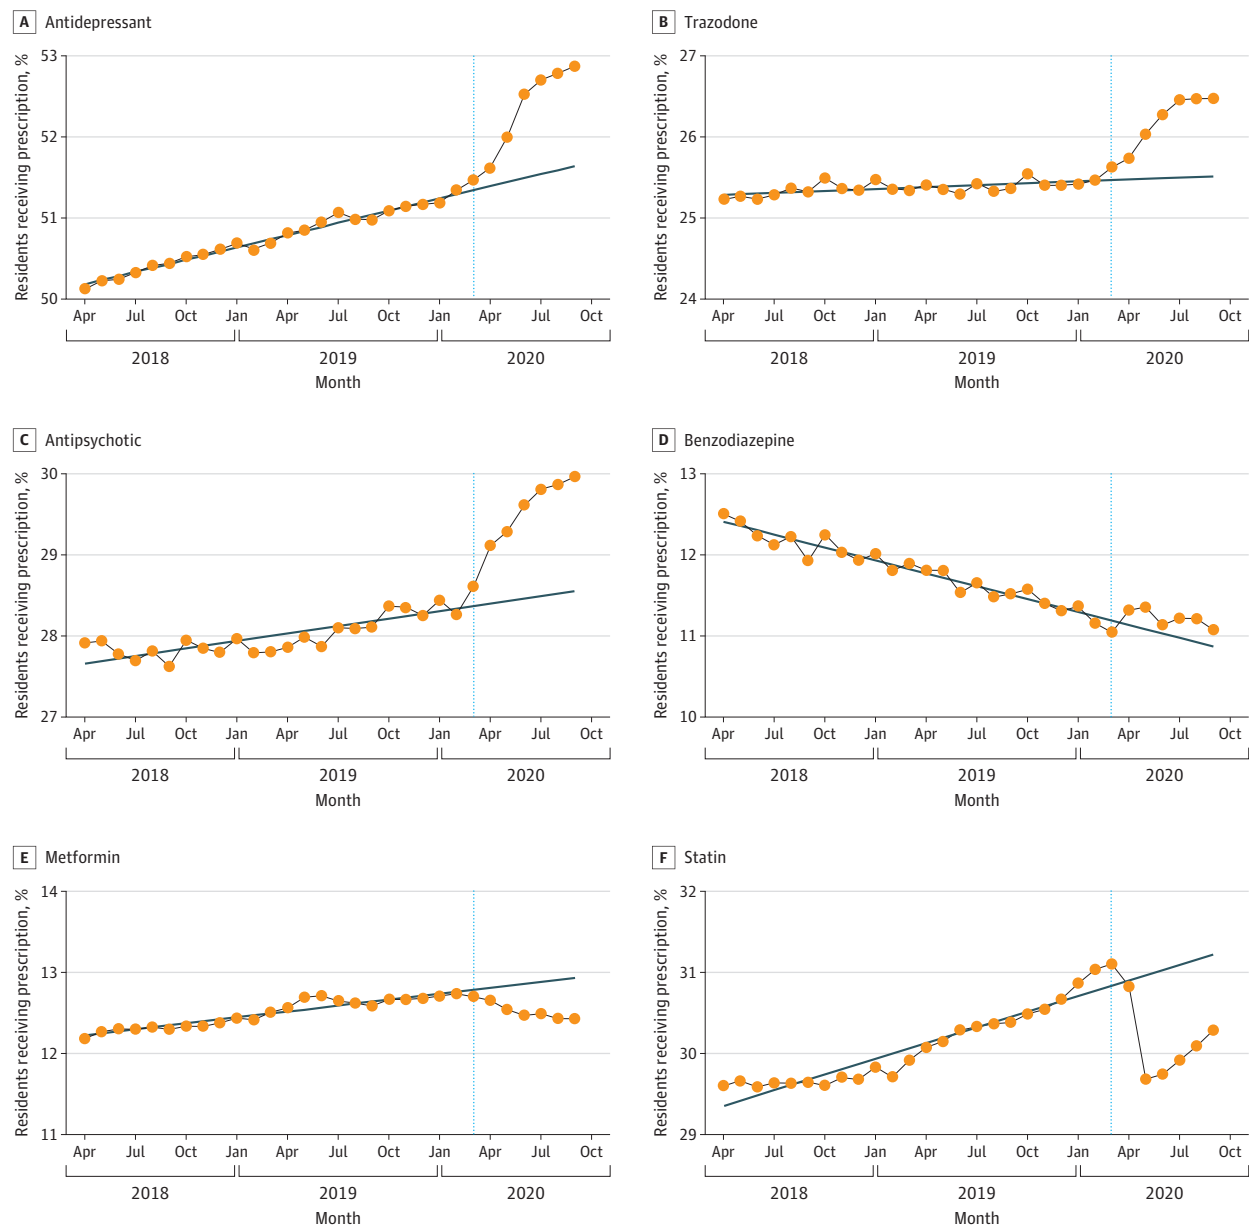 A Antidepressant
Residents receiving prescription, %
53
52
51
50
Apr Jul Oct Jan Apr Jul Oct Jan Apr Jul Oct
2018 2019 2020
Month
B Trazodone
Residents receiving prescription, %
27
26
25
24
Apr Jul Oct Jan Apr Jul Oct Jan Apr Jul Oct
2018 2019 2020
Month
C Antipsychotic
Residents receiving prescription, %
30
29
28
27
Apr Jul Oct Jan Apr Jul Oct Jan Apr Jul Oct
2018 2019 2020
Month
D Benzodiazepine
Residents receiving prescription, %
13
12
11
10
Apr Jul Oct Jan Apr Jul Oct Jan Apr Jul Oct
2018 2019 2020
Month
E Metformin
Residents receiving prescription, %
14
13
12
11
Apr Jul Oct Jan Apr Jul Oct Jan Apr Jul Oct
2018 2019 2020
Month
F Statin
Residents receiving prescription, %
32
31
30
29
Apr Jul Oct Jan Apr Jul Oct Jan Apr Jul Oct
2018 2019 2020
Month